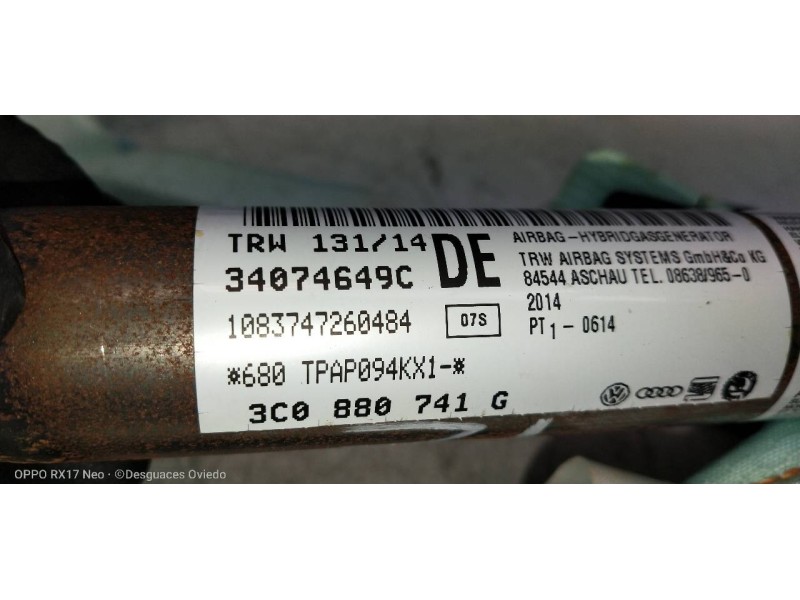 TRW 131/14
34074649C
DE
1083747260484
07S
*680 TPAP094KX1-*
3C0 880 741 G
AIRBAG-HYBRIDGASGENERATOR
TRW AIRBAG SYSTEMS GmbH&Co KG
84544 ASCHAU TEL. 08638/965-0
2014
PT1-0614
OPPO RX17 Neo · ©Desguaces Oviedo